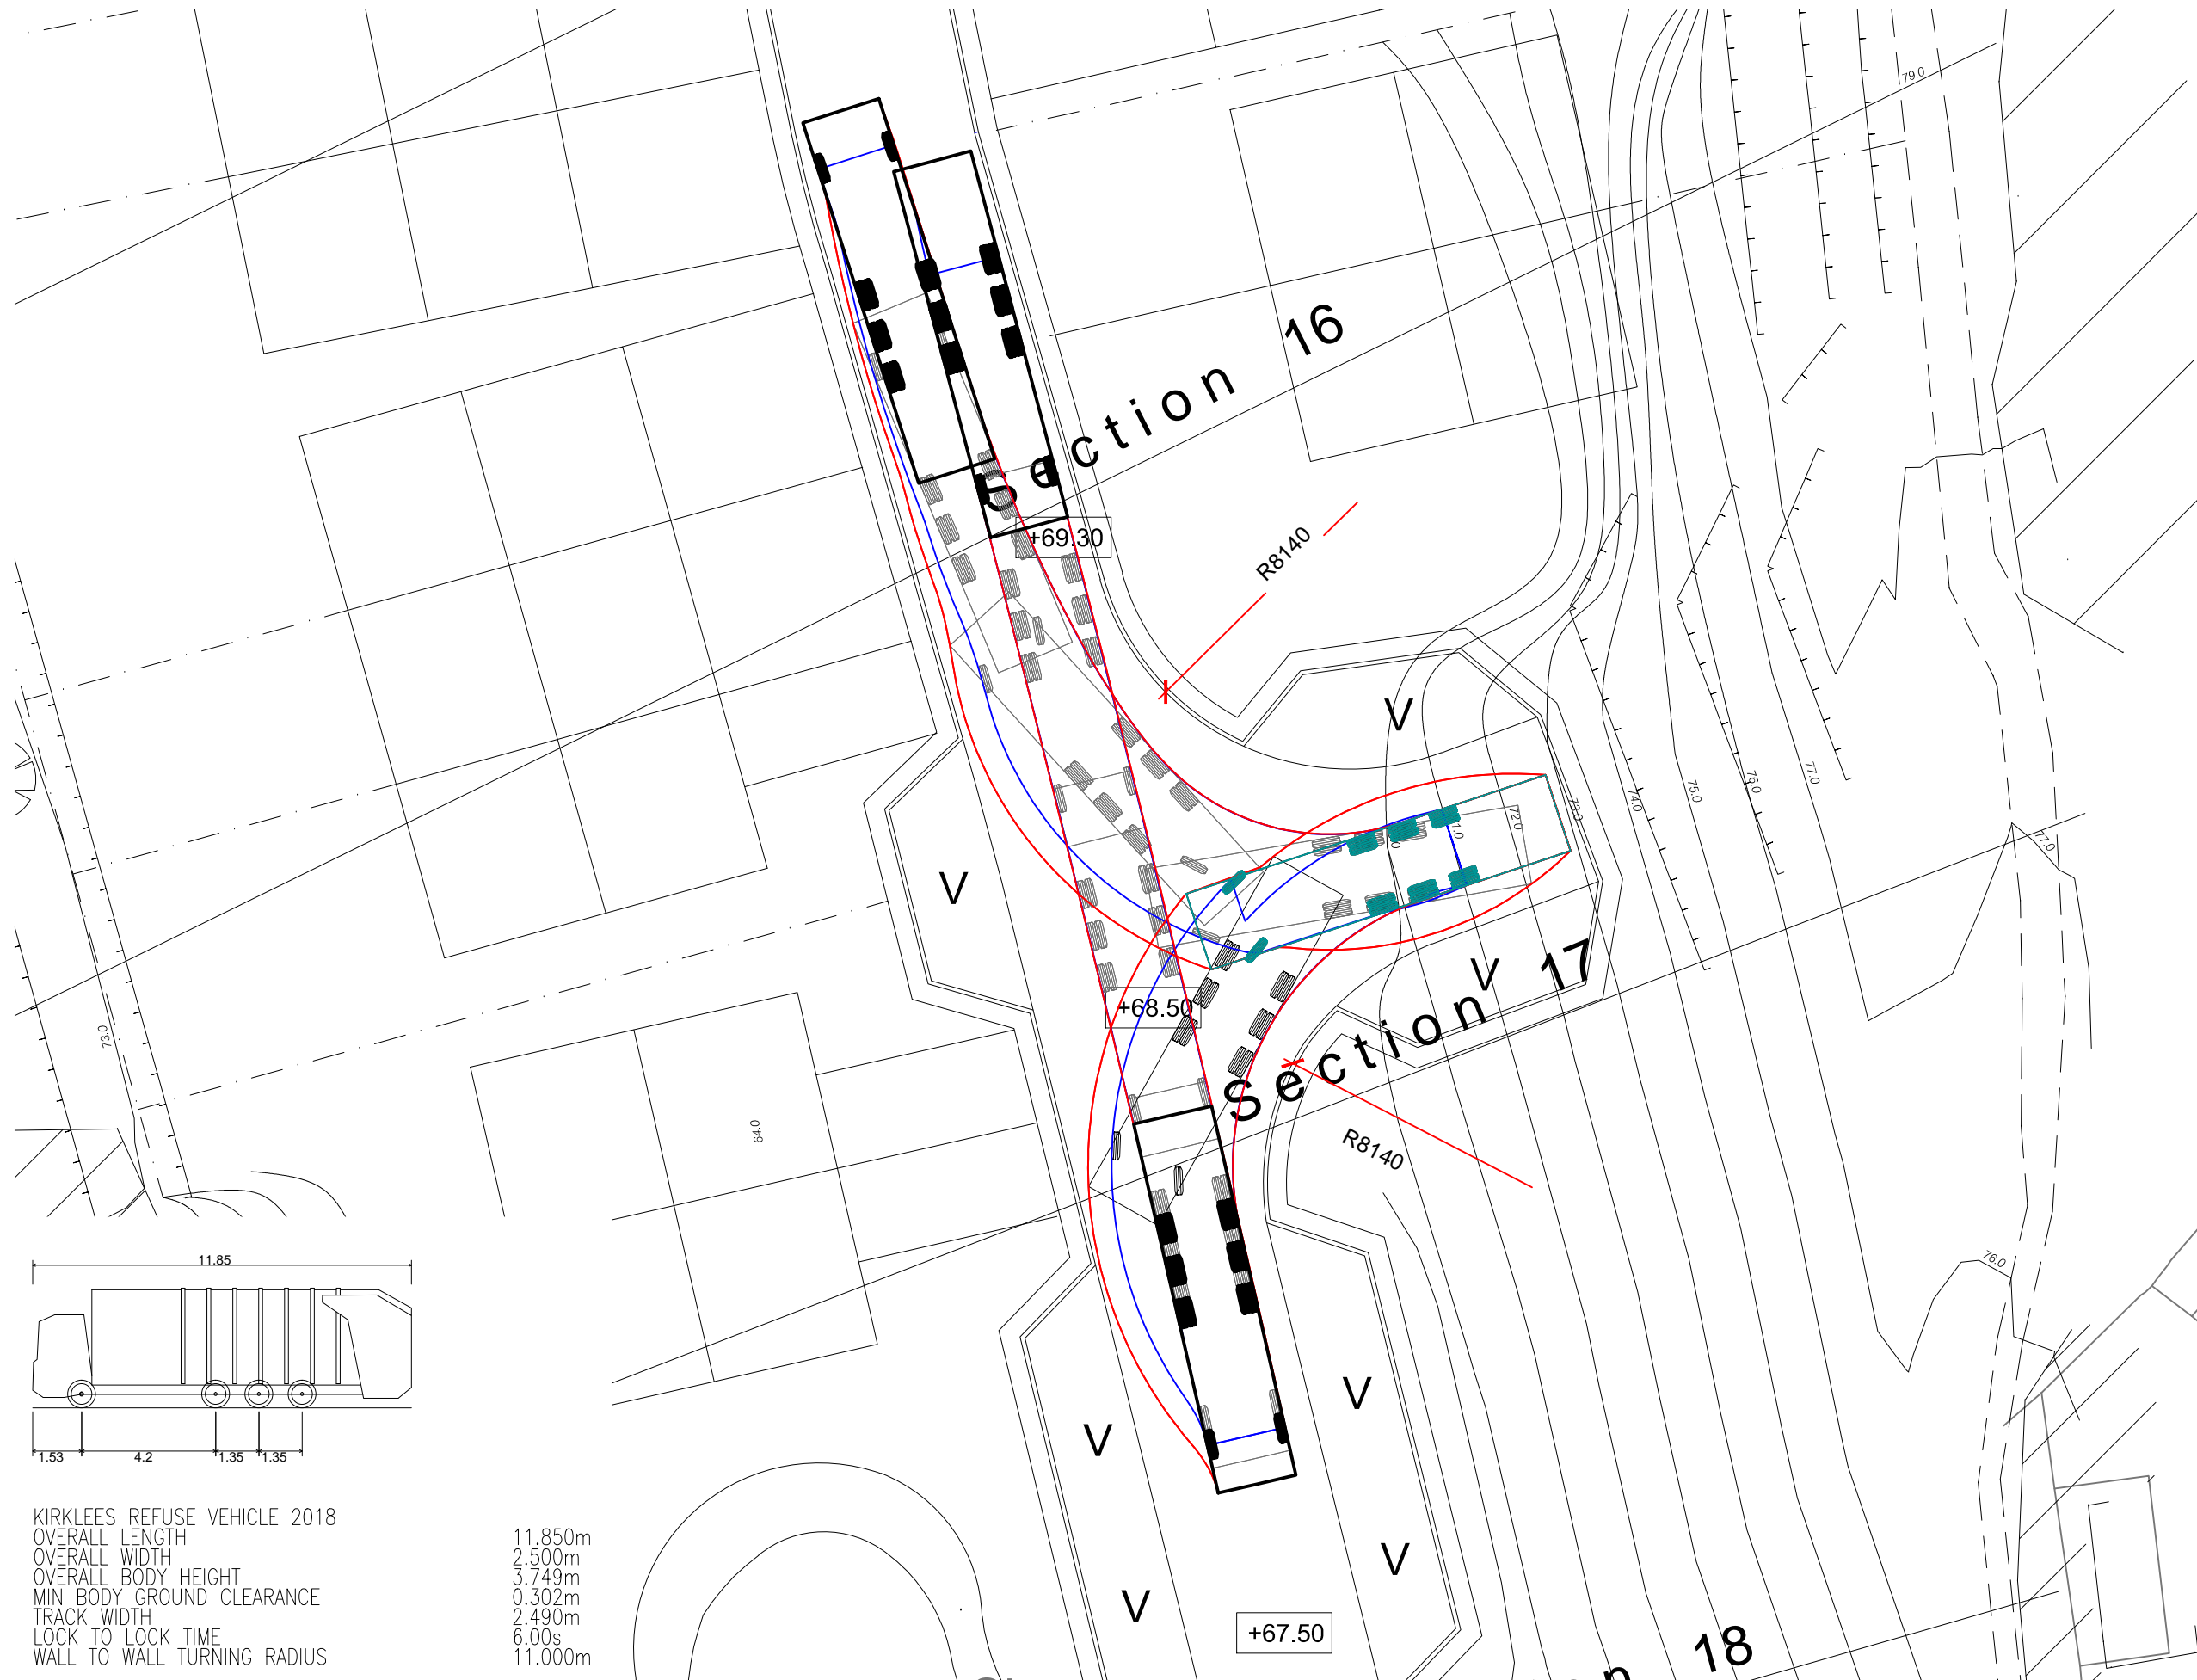 79.0
Section 16
+69.30
R8140
V
75.0
76.0
77.0
74.0
73.0
72.0
77.0
V
V
Section 17
+68.50
73.0
64.0
R8140
76.0
11.85
1.53
4.2
1.35
1.35
V
V
KIRKLEES REFUSE VEHICLE 2018
OVERALL LENGTH 11.850m
OVERALL WIDTH 2.500m
OVERALL BODY HEIGHT 3.749m
MIN BODY GROUND CLEARANCE 0.302m
TRACK WIDTH 2.490m
LOCK TO LOCK TIME 6.00s
WALL TO WALL TURNING RADIUS 11.000m
V
V
+67.50
18